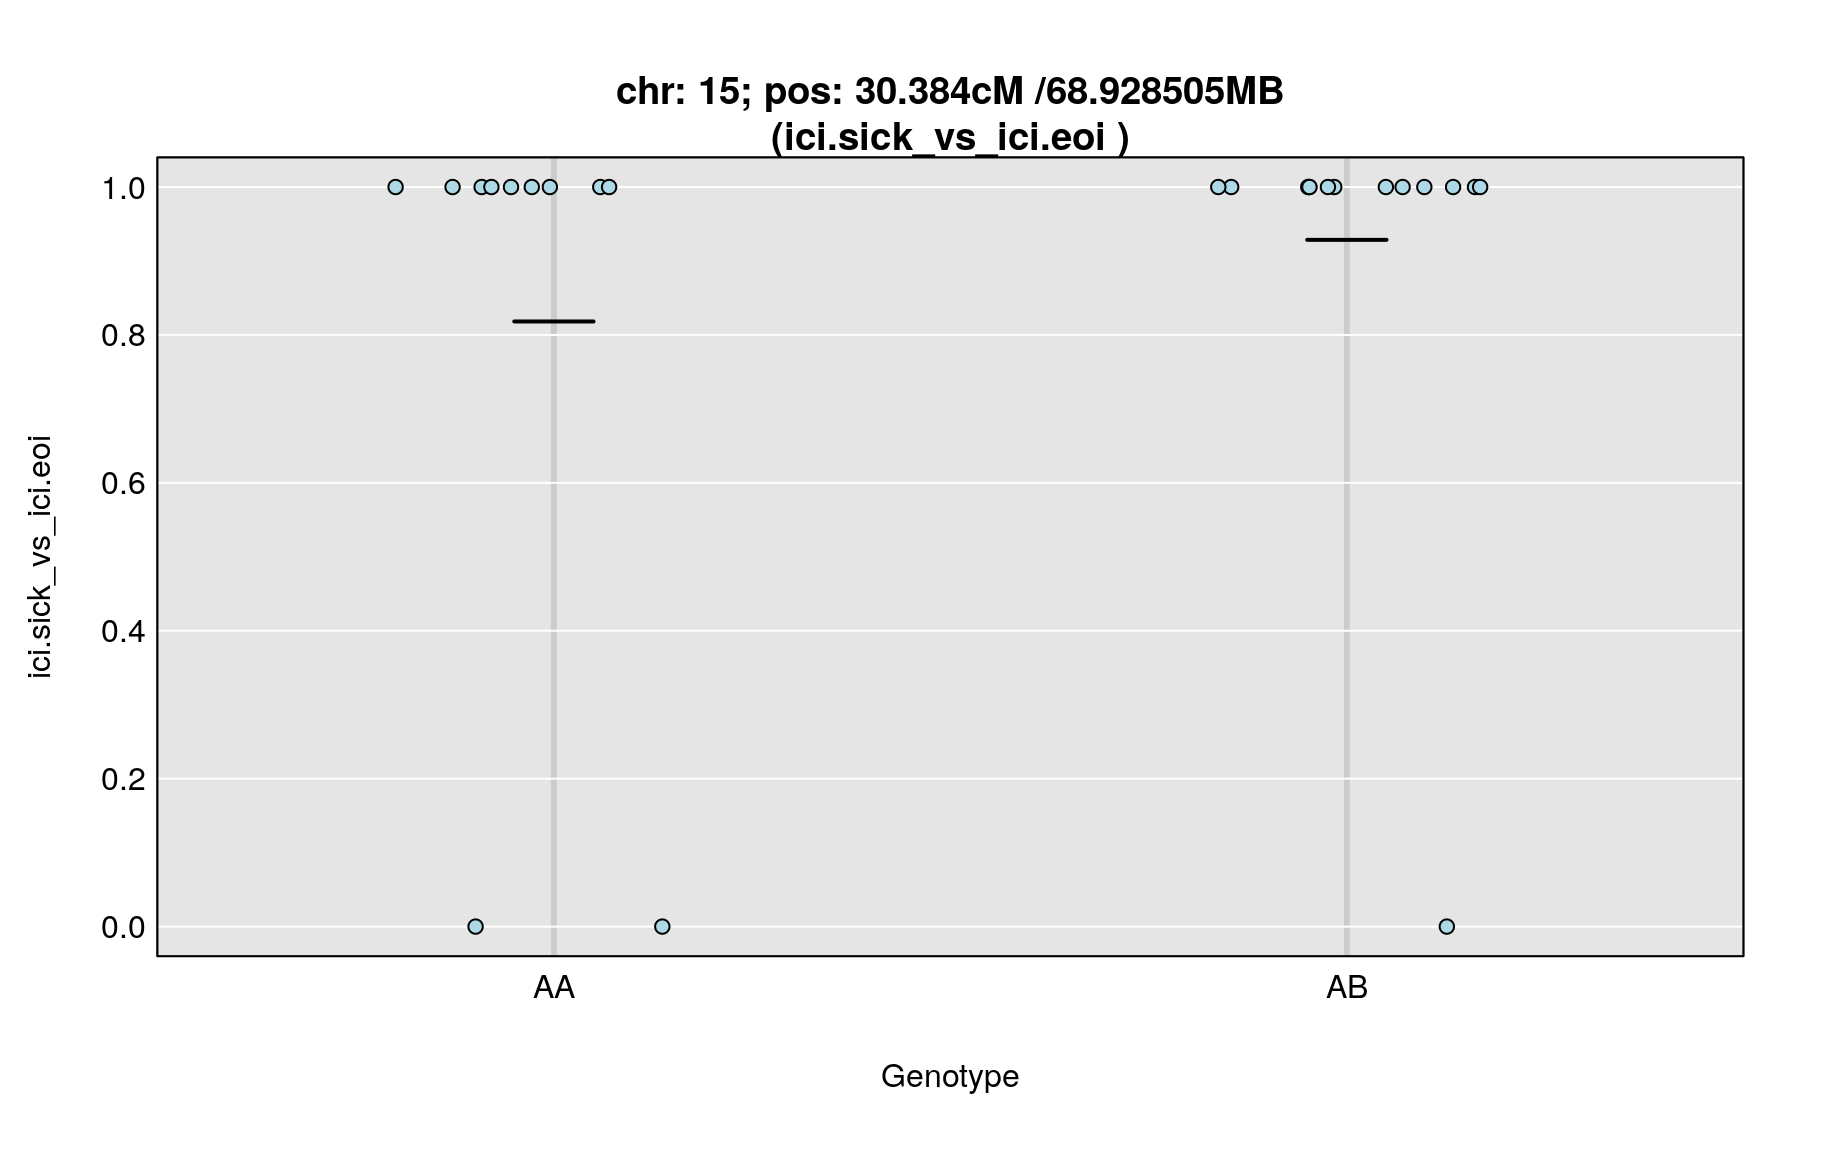 chr: 15; pos: 30.384cM /68.928505MB
(ici.sick_vs_ici.eoi )
ici.sick_vs_ici.eoi
1.0
0.8
0.6
0.4
0.2
0.0
AA AB
Genotype